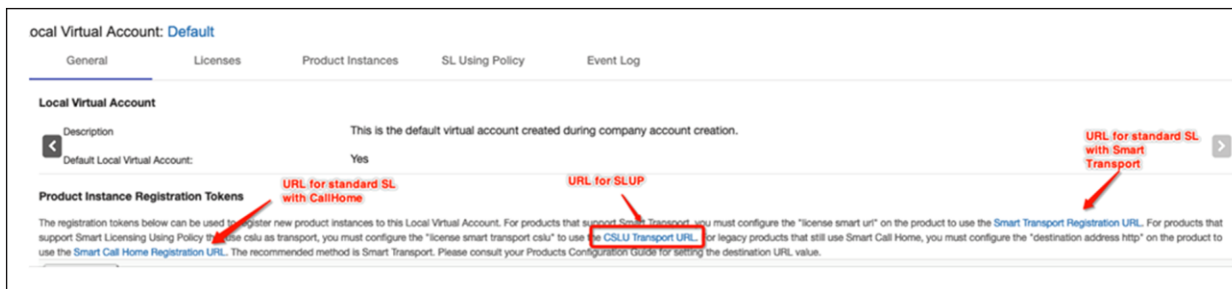 ocal Virtual Account: Default
General Licenses Product Instances SL Using Policy Event Log
Local Virtual Account
Description This is the default virtual account created during company account creation.
Default Local Virtual Account: Yes
URL for standard SL
with Smart
Transport
URL for SLUP
URL for standard SL
with CallHome
Product Instance Registration Tokens
The registration tokens below can be used to register new product instances to this Local Virtual Account. For products that support Smart Transport, you must configure the "license smart url" on the product to use the Smart Transport Registration URL. For products that
support Smart Licensing Using Policy that use cslu as transport, you must configure the "license smart transport cslu" to use the CSLU Transport URL. For legacy products that still use Smart Call Home, you must configure the "destination address http" on the product to
use the Smart Call Home Registration URL. The recommended method is Smart Transport. Please consult your Products Configuration Guide for setting the destination URL value.